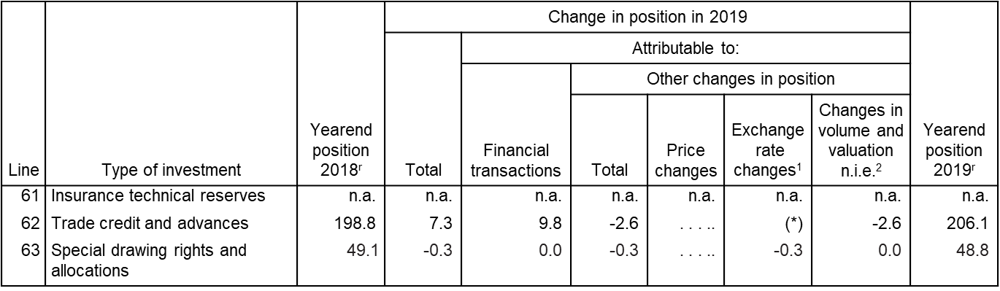 Change in position in 2019
Attributable to:
Other changes in position
Line
Type of investment
Yearend
position
2018ʳ
Total
Financial
transactions
Total
Price
changes
Exchange
rate
changes¹
Changes in
volume and
valuation
n.i.e.²
Yearend
position
2019ʳ
61 Insurance technical reserves n.a. n.a. n.a. n.a. n.a. n.a. n.a. n.a.
62 Trade credit and advances 198.8 7.3 9.8 -2.6 . . . .. (*) -2.6 206.1
63 Special drawing rights and 49.1 -0.3 0.0 -0.3 . . . .. -0.3 0.0 48.8
allocations